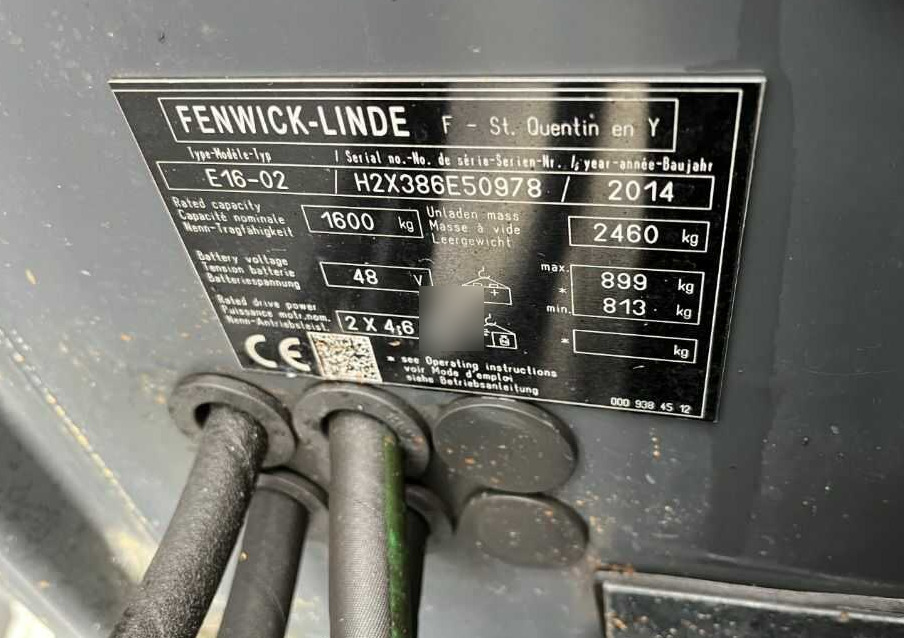 FENWICK-LINDE F - St. Quentin en Y
Type-Modèle-Typ / Serial no.-No. de série-Serien-Nr. / year-année-Baujahr
E16-02 / H2X386E50978 / 2014
Rated capacity
Capacité nominale
Nenn-Tragfähigkeit
1600 kg
Unladen mass
Masse à vide
Leergewicht
2460 kg
Battery voltage
Tension batterie
Batteriespannung
48 V
max. 899 kg
*
min. 813 kg
Rated drive power
Puissance motr.nom.
Nenn-Antriebsleist.
2 X 4,6
* kg
CE
* see Operating instructions
voir Mode d'emploi
siehe Betriebsanleitung
000 938 45 12